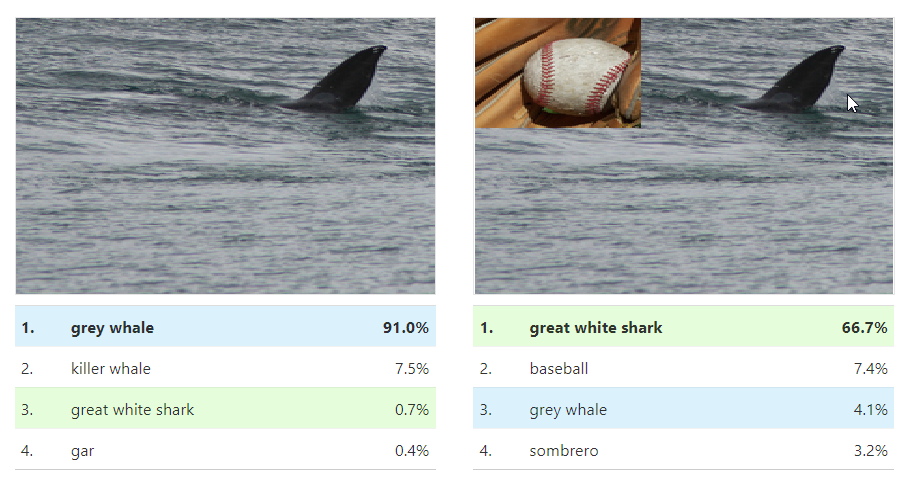 1. grey whale 91.0%
2. killer whale 7.5%
3. great white shark 0.7%
4. gar 0.4%
1. great white shark 66.7%
2. baseball 7.4%
3. grey whale 4.1%
4. sombrero 3.2%